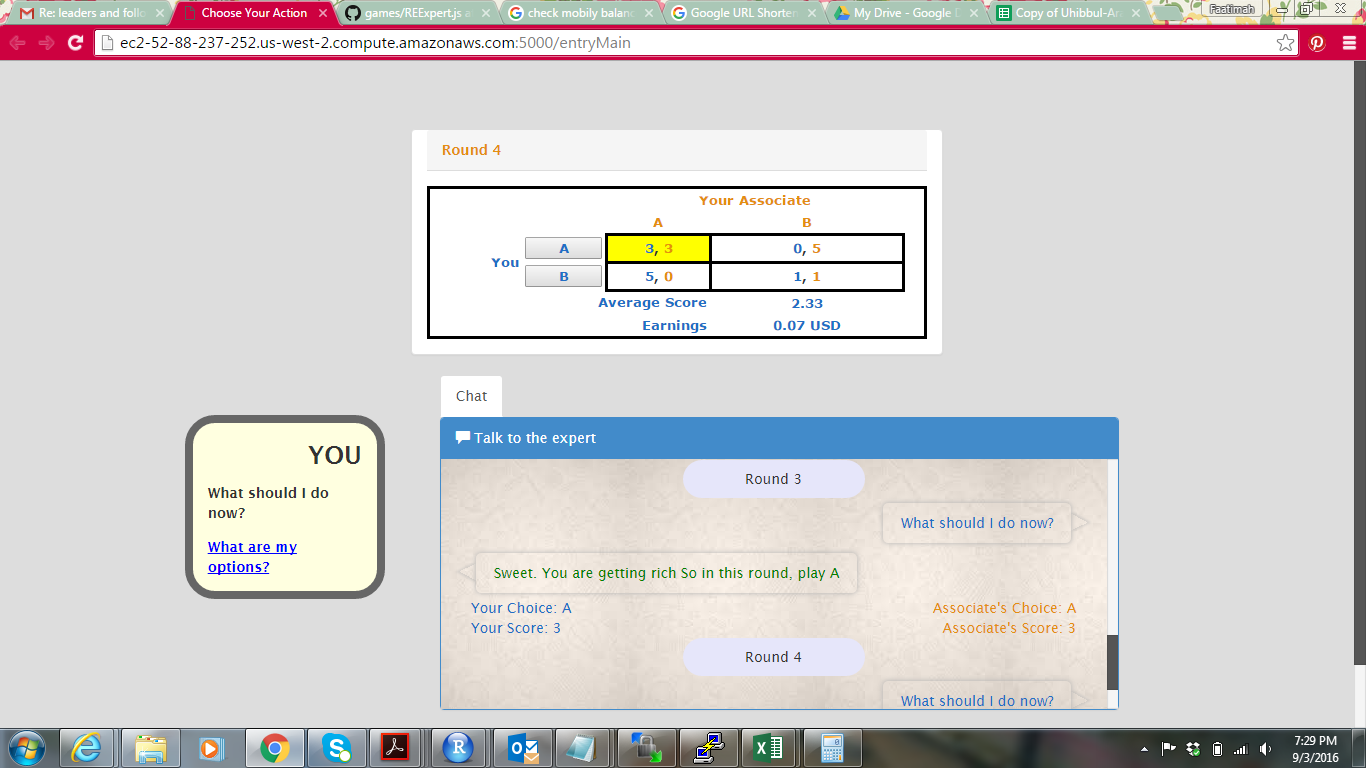 Re: leaders and follo
Choose Your Action
games/REExpert.js a
check mobily balanc
Google URL Shorten
My Drive - Google D
Copy of Uhibbul-Am
Faatimah
ec2-52-88-237-252.us-west-2.compute.amazonaws.com:5000/entryMain
Round 4
Your Associate
A B
You A 3, 3 0, 5
B 5, 0 1, 1
Average Score 2.33
Earnings 0.07 USD
Chat
Talk to the expert
YOU
What should I do
now?
What are my
options?
Round 3
What should I do now?
Sweet. You are getting rich So in this round, play A
Your Choice: A Associate's Choice: A
Your Score: 3 Associate's Score: 3
Round 4
What should I do now?
7:29 PM
9/3/2016